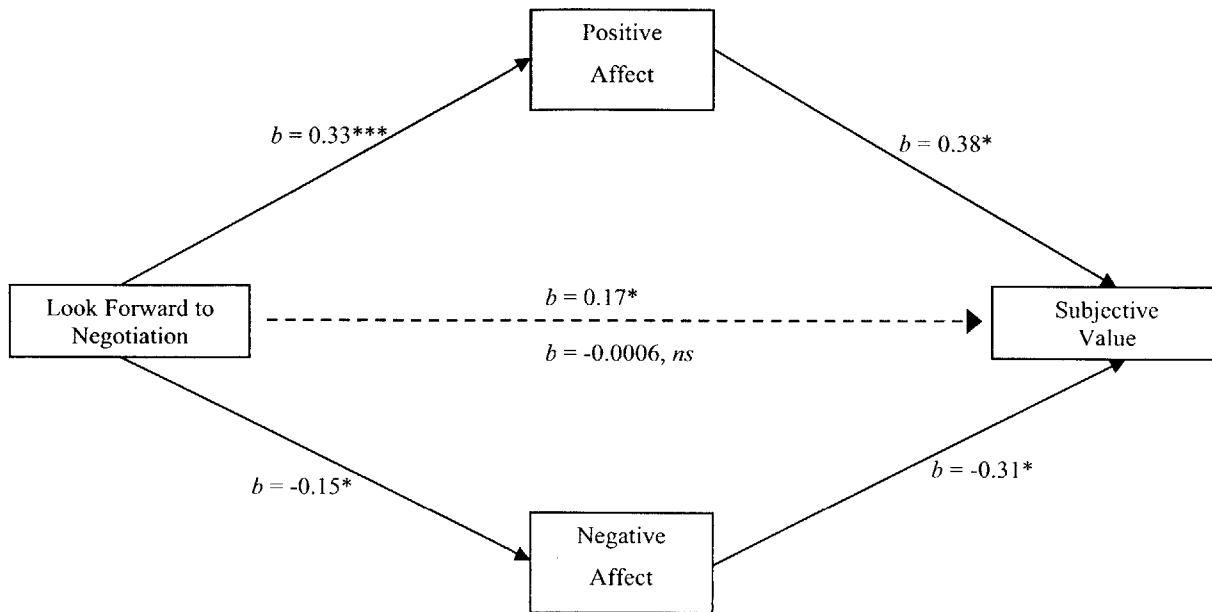 Positive
Affect
b = 0.33***
b = 0.38*
Look Forward to
Negotiation
b = 0.17*
b = -0.0006, ns
Subjective
Value
b = -0.15*
b = -0.31*
Negative
Affect